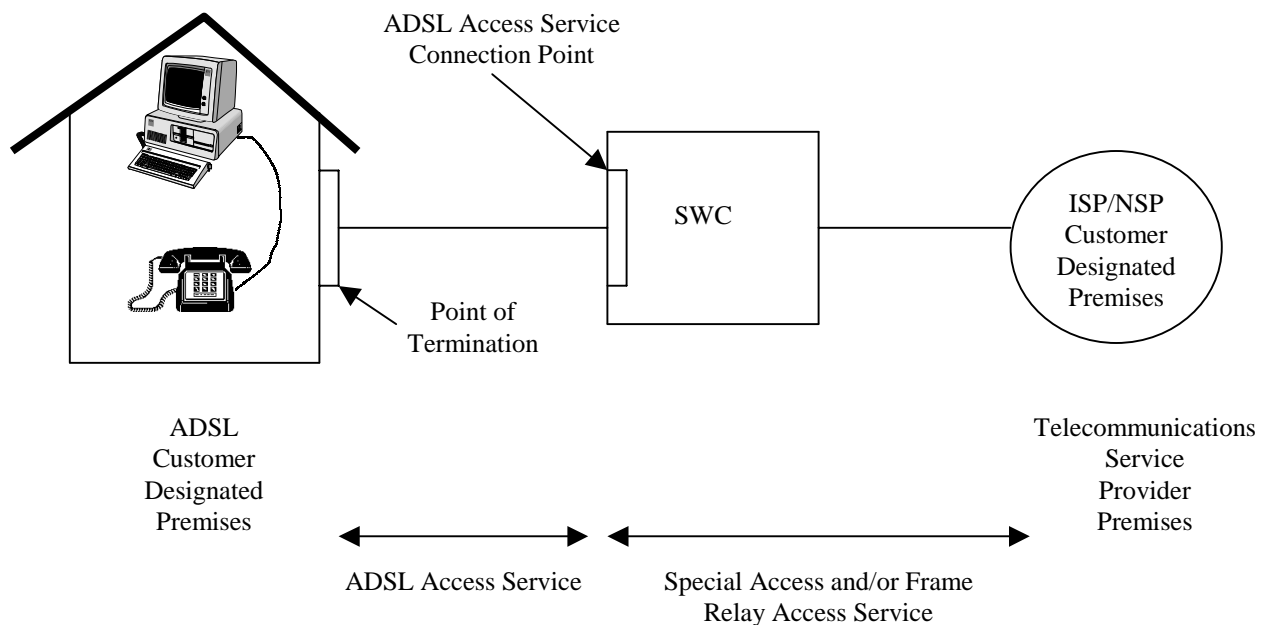 ADSL Access Service
Connection Point
SWC
ISP/NSP
Customer
Designated
Premises
Point of
Termination
ADSL
Customer
Designated
Premises
Telecommunications
Service
Provider
Premises
ADSL Access Service
Special Access and/or Frame
Relay Access Service